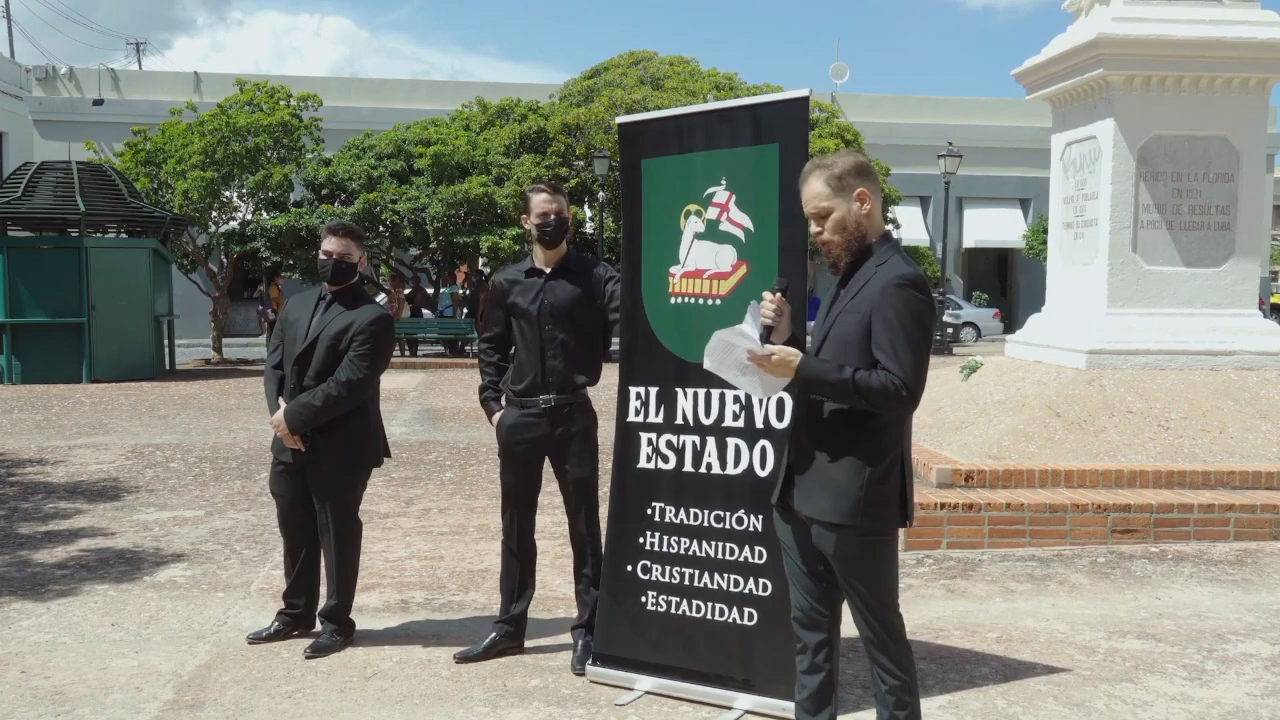 EL NUEVO
ESTADO
•TRADICIÓN
•HISPANIDAD
• CRISTIANDAD
•ESTADIDAD
HERIDO EN LA FLORIDA
EN 1521
MURIO DE RESULTAS
A POCO DE LLEGAR A CUBA.